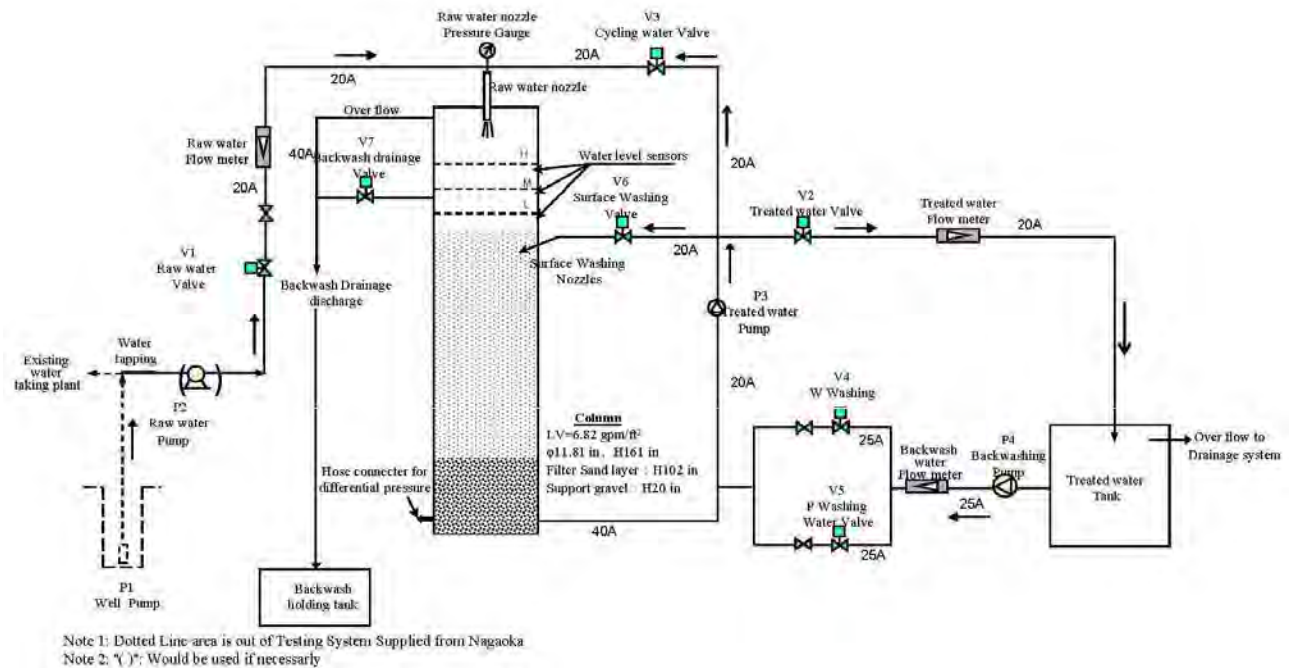 Raw water nozzle
Pressure Gauge
V3
Cycling water Valve
20A
20A
Raw water nozzle
Over flow
Raw water
Flow meter
40A
V7
Backwash drainage
Valve
H
M
L
Water level sensors
V6
Surface Washing
Valve
20A
V2
Treated water Valve
Treated water
Flow meter
20A
20A
20A
V1
Raw water
Valve
Backwash Drainage
discharge
Surface Washing
Nozzles
P3
Treated water
Pump
Existing
water
taking plant
Water
tapping
P2
Raw water
Pump
20A
Column
LV=6.82 gpm/ft²
φ11.81 in、H161 in
Filter Sand layer : H102 in
Support gravel : H20 in
V4
W Washing
25A
Backwash
water
Flow meter
P4
Backwashing
Pump
25A
Over flow to
Drainage system
Treated water
Tank
Hose connecter for
differential pressure
V5
P Washing
Water Valve
25A
40A
P1
Well Pump
Backwash
holding tank
Note 1: Dotted Line area is out of Testing System Supplied from Nagaoka
Note 2: "( )": Would be used if necessarly